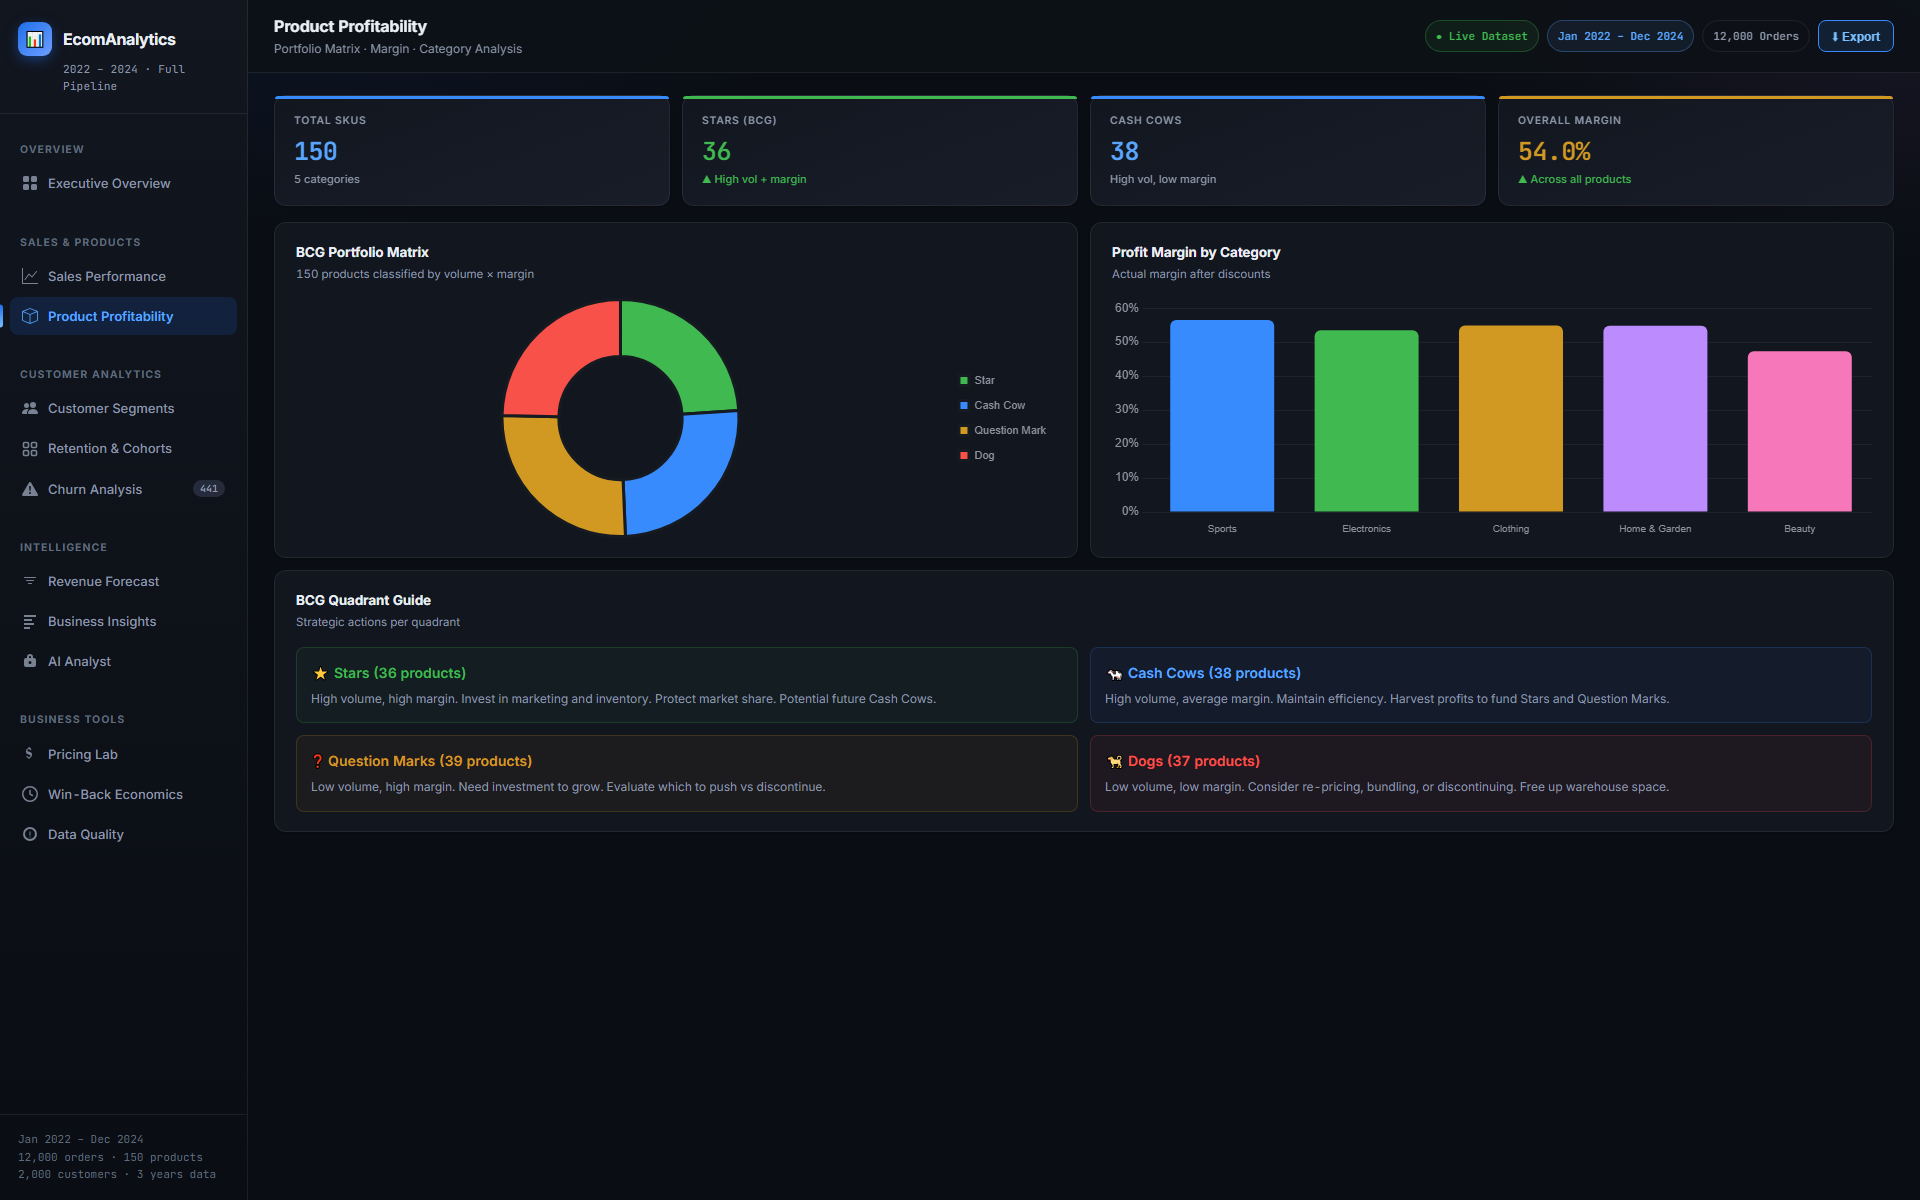 EcomAnalytics
2022 – 2024 · Full
Pipeline
OVERVIEW
Executive Overview
SALES & PRODUCTS
Sales Performance
Product Profitability
CUSTOMER ANALYTICS
Customer Segments
Retention & Cohorts
Churn Analysis 441
INTELLIGENCE
Revenue Forecast
Business Insights
AI Analyst
BUSINESS TOOLS
Pricing Lab
Win-Back Economics
Data Quality
Jan 2022 – Dec 2024
12,000 orders · 150 products
2,000 customers · 3 years data
Product Profitability
Portfolio Matrix · Margin · Category Analysis
● Live Dataset
Jan 2022 – Dec 2024
12,000 Orders
⬇ Export
TOTAL SKUS
150
5 categories
STARS (BCG)
36
▲ High vol + margin
CASH COWS
38
High vol, low margin
OVERALL MARGIN
54.0%
▲ Across all products
BCG Portfolio Matrix
150 products classified by volume × margin
Star
Cash Cow
Question Mark
Dog
Profit Margin by Category
Actual margin after discounts
60%
50%
40%
30%
20%
10%
0%
Sports Electronics Clothing Home & Garden Beauty
BCG Quadrant Guide
Strategic actions per quadrant
⭐ Stars (36 products)
High volume, high margin. Invest in marketing and inventory. Protect market share. Potential future Cash Cows.
🐄 Cash Cows (38 products)
High volume, average margin. Maintain efficiency. Harvest profits to fund Stars and Question Marks.
❓ Question Marks (39 products)
Low volume, high margin. Need investment to grow. Evaluate which to push vs discontinue.
🐕 Dogs (37 products)
Low volume, low margin. Consider re-pricing, bundling, or discontinuing. Free up warehouse space.